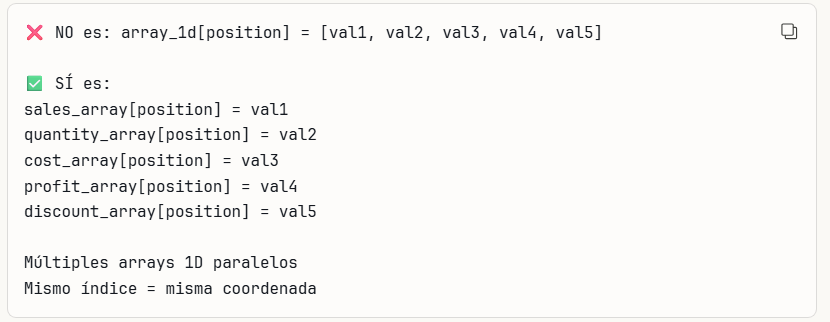 ❌ NO es: array_1d[position] = [val1, val2, val3, val4, val5]
✅ SÍ es:
sales_array[position] = val1
quantity_array[position] = val2
cost_array[position] = val3
profit_array[position] = val4
discount_array[position] = val5
Múltiples arrays 1D paralelos
Mismo índice = misma coordenada